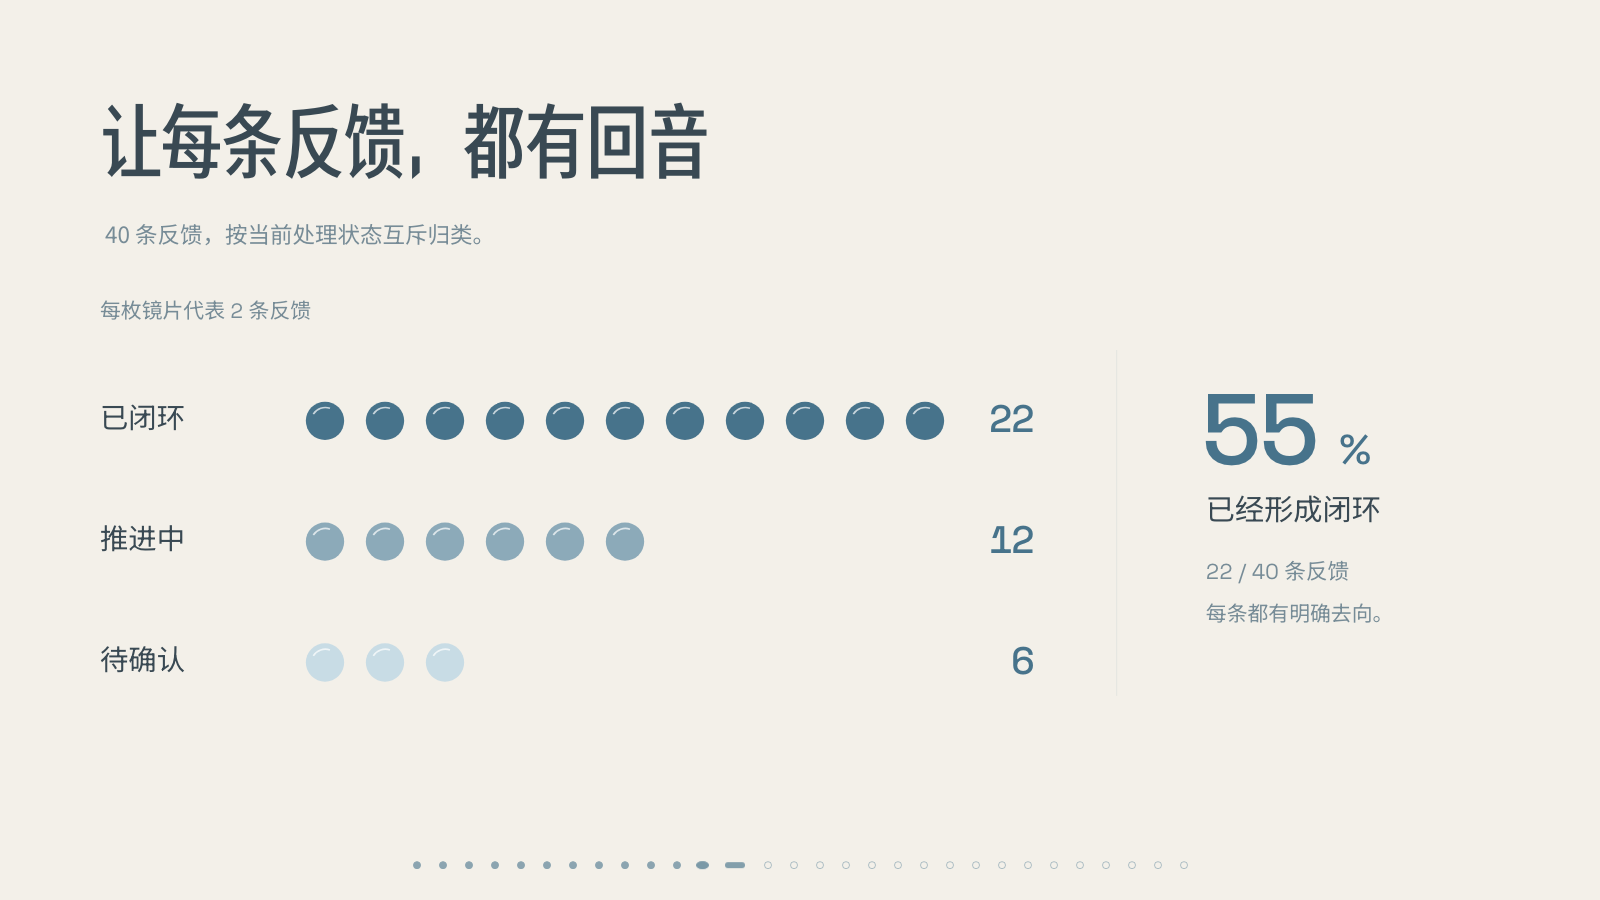 让每条反馈，都有回音
40 条反馈，按当前处理状态互斥归类。
每枚镜片代表 2 条反馈
已闭环 22
推进中 12
待确认 6
55 %
已经形成闭环
22 / 40 条反馈
每条都有明确去向。